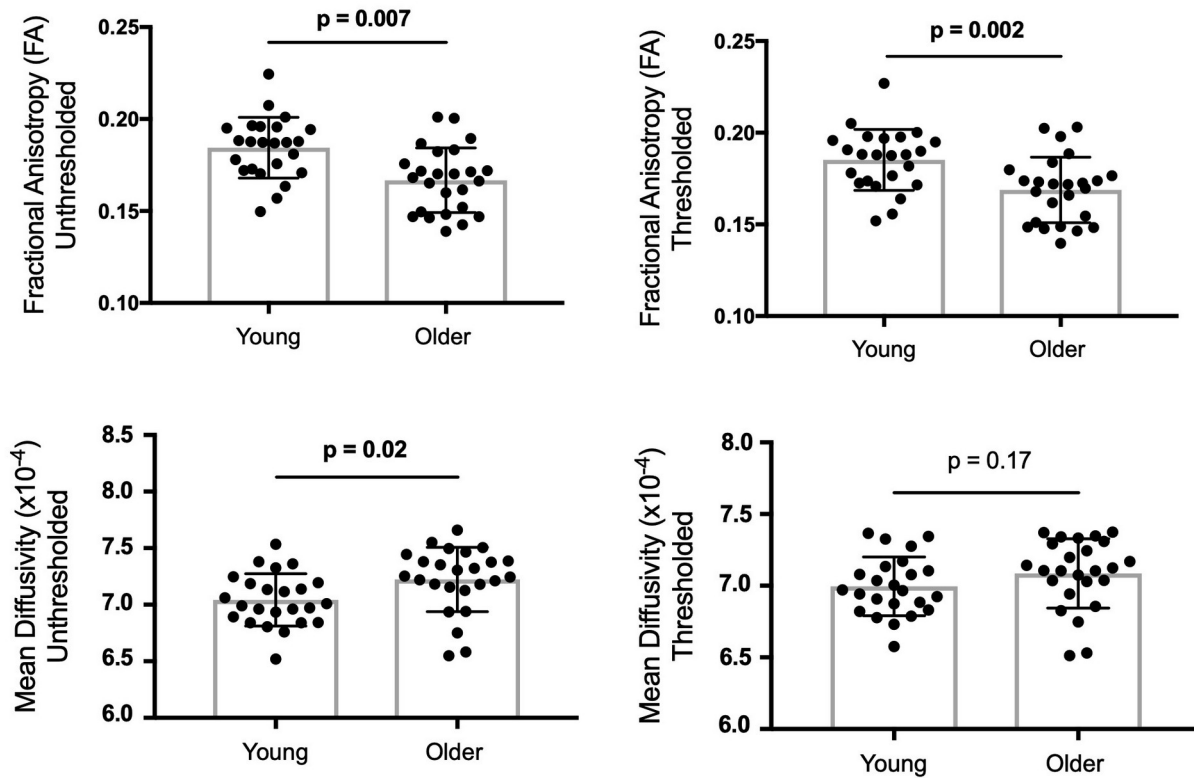 p = 0.007
Fractional Anisotropy (FA)
Unthresholded
0.25
0.20
0.15
0.10
Young
Older
p = 0.002
Fractional Anisotropy (FA)
Thresholded
0.25
0.20
0.15
0.10
Young
Older
p = 0.02
Mean Diffusivity (x10-4)
Unthresholded
8.5
8.0
7.5
7.0
6.5
6.0
Young
Older
p = 0.17
Mean Diffusivity (x10-4)
Thresholded
8.0
7.5
7.0
6.5
6.0
Young
Older